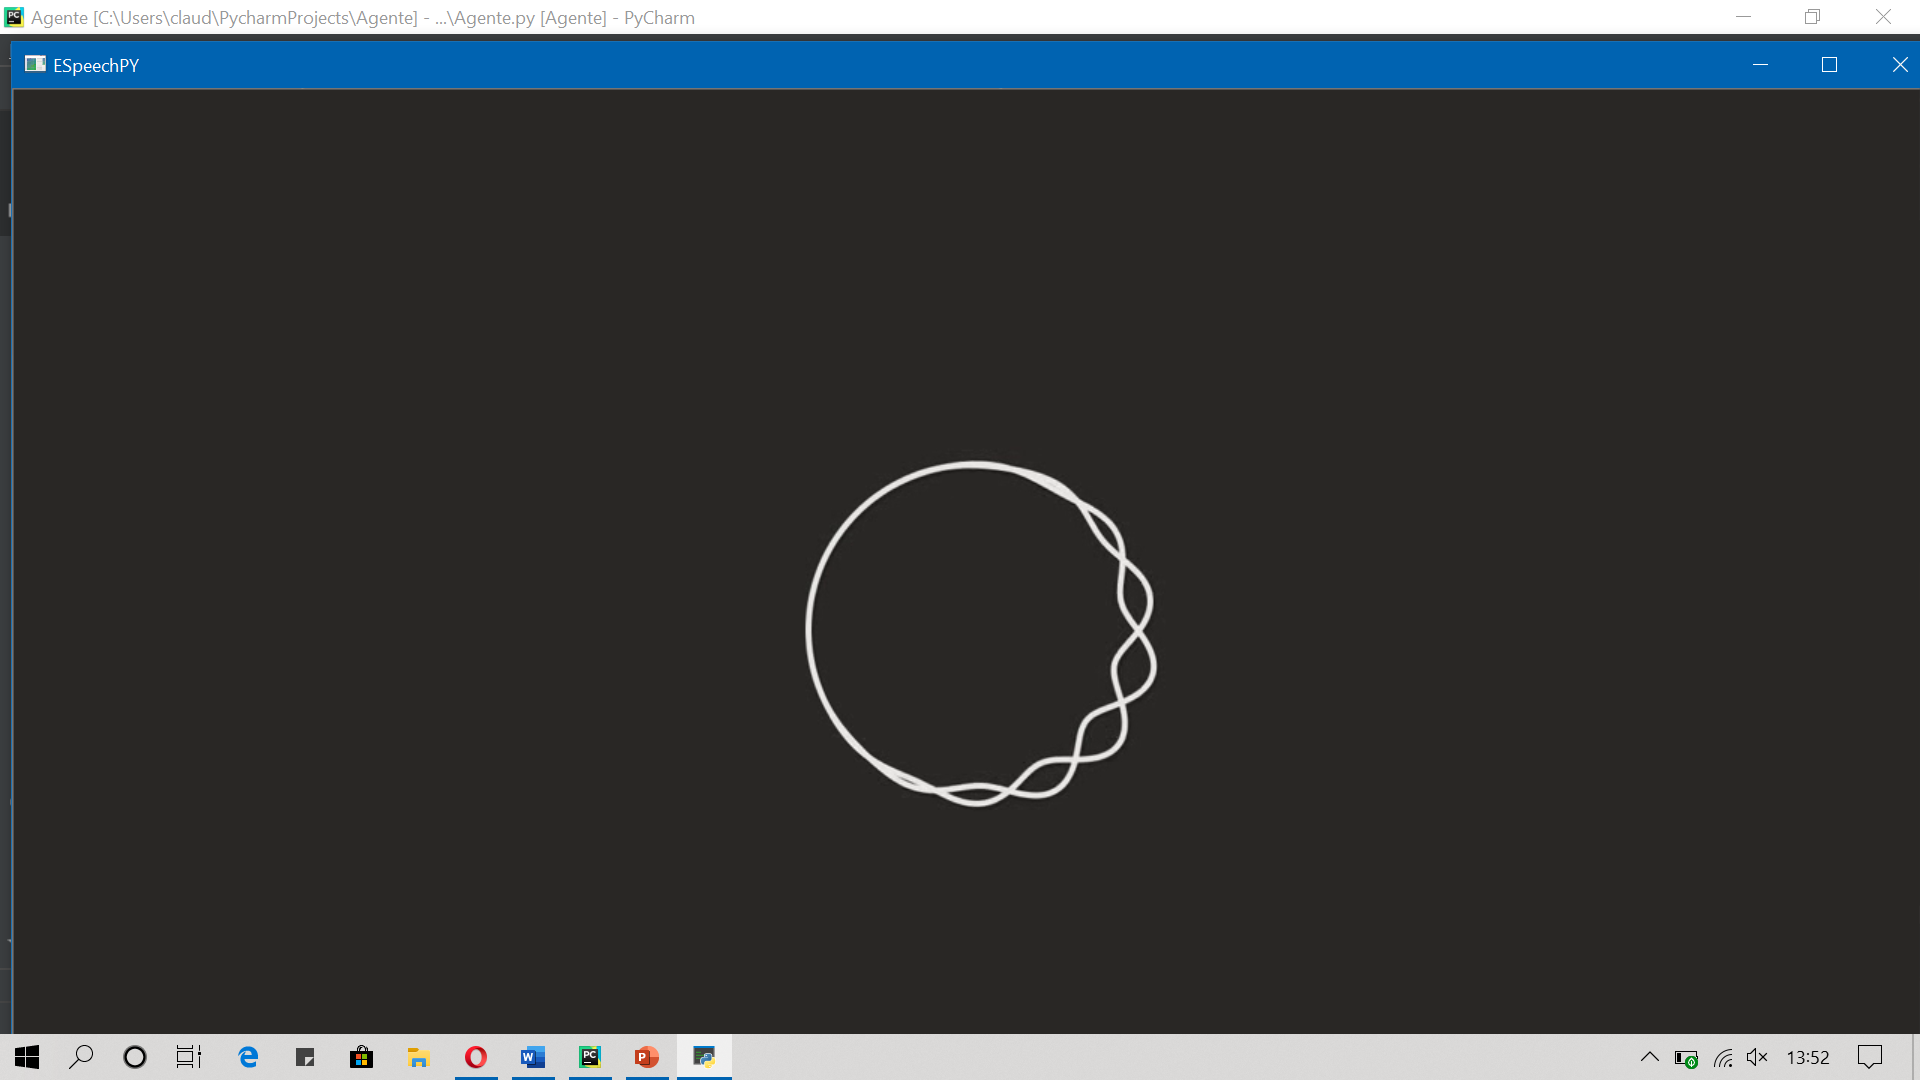 Agente [C:\Users\claud\PycharmProjects\Agente] - ...\Agente.py [Agente] - PyCharm
ESpeechPY
13:52